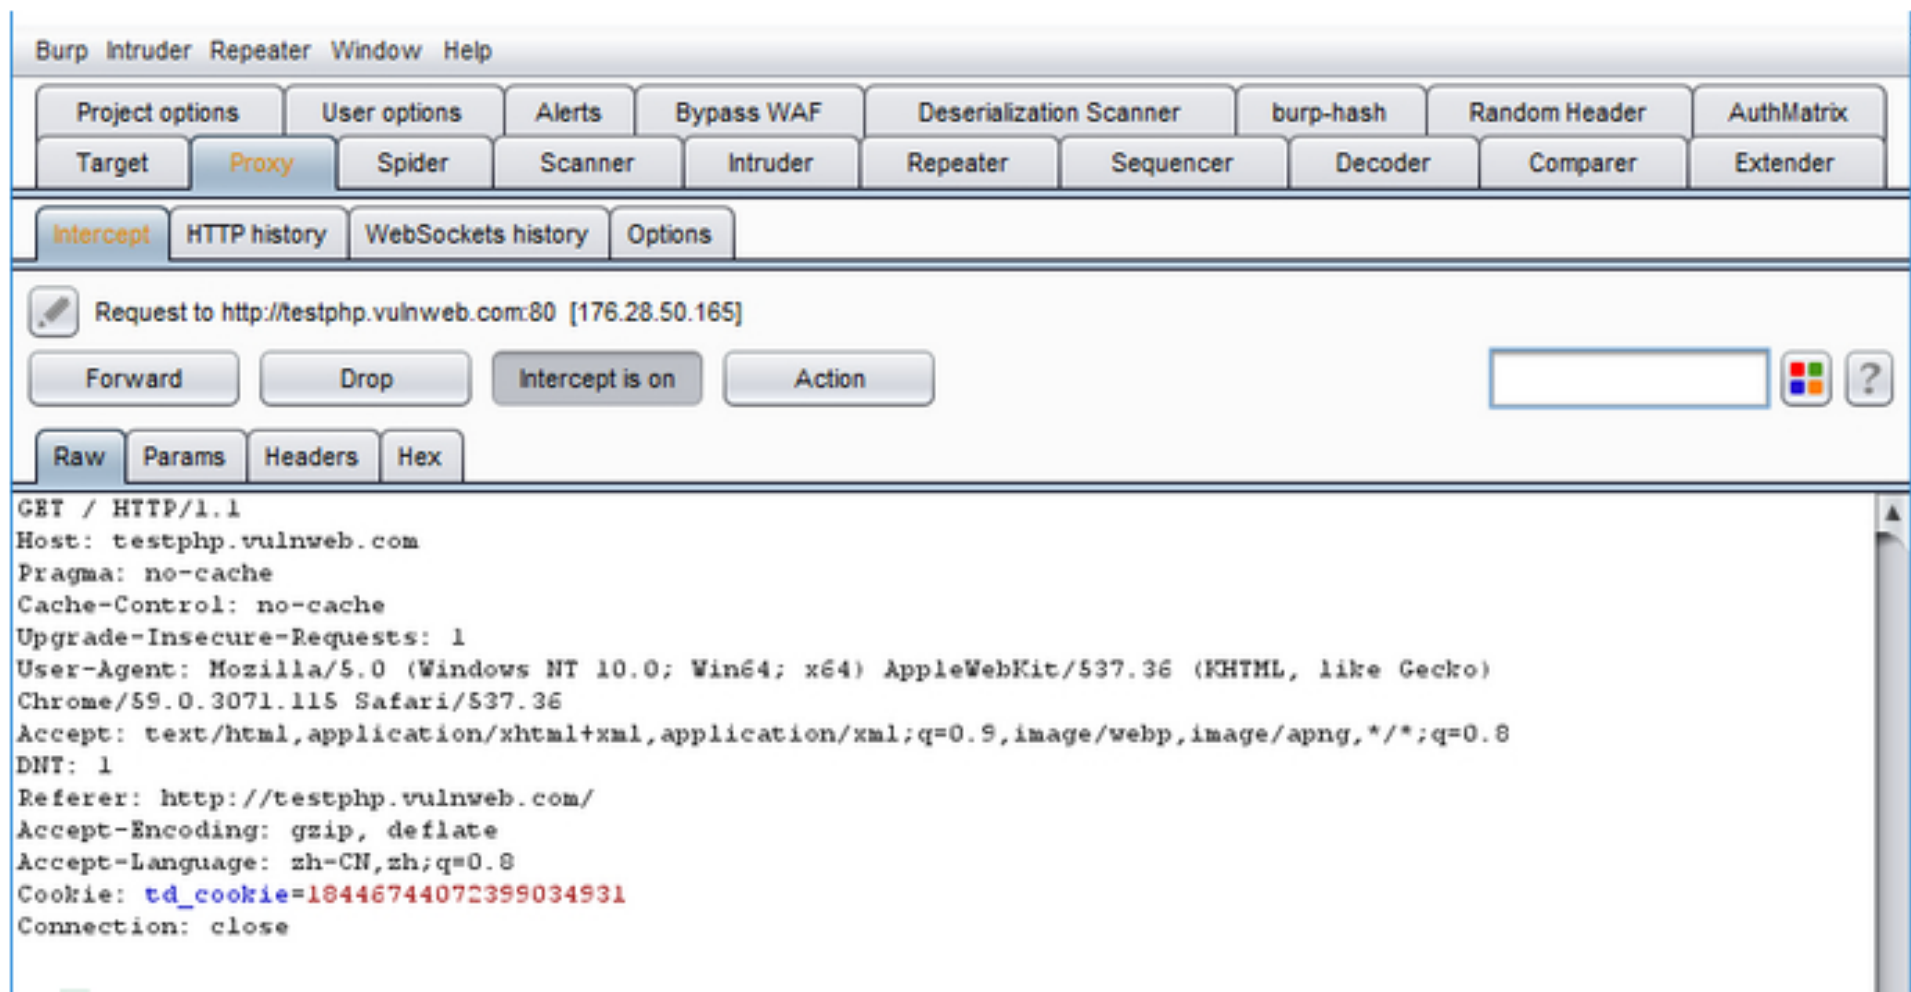 Burp Intruder Repeater Window Help
Project options User options Alerts Bypass WAF Deserialization Scanner burp-hash Random Header AuthMatrix
Target Proxy Spider Scanner Intruder Repeater Sequencer Decoder Comparer Extender
Intercept HTTP history WebSockets history Options
Request to http://testphp.vulnweb.com:80 [176.28.50.165]
Forward Drop Intercept is on Action ?
Raw Params Headers Hex
GET / HTTP/1.1
Host: testphp.vulnweb.com
Pragma: no-cache
Cache-Control: no-cache
Upgrade-Insecure-Requests: 1
User-Agent: Mozilla/5.0 (Windows NT 10.0; Win64; x64) AppleWebKit/537.36 (KHTML, like Gecko)
Chrome/59.0.3071.115 Safari/537.36
Accept: text/html,application/xhtml+xml,application/xml;q=0.9,image/webp,image/apng,*/*;q=0.8
DNT: 1
Referer: http://testphp.vulnweb.com/
Accept-Encoding: gzip, deflate
Accept-Language: zh-CN,zh;q=0.8
Cookie: td_cookie=18446744072399034931
Connection: close